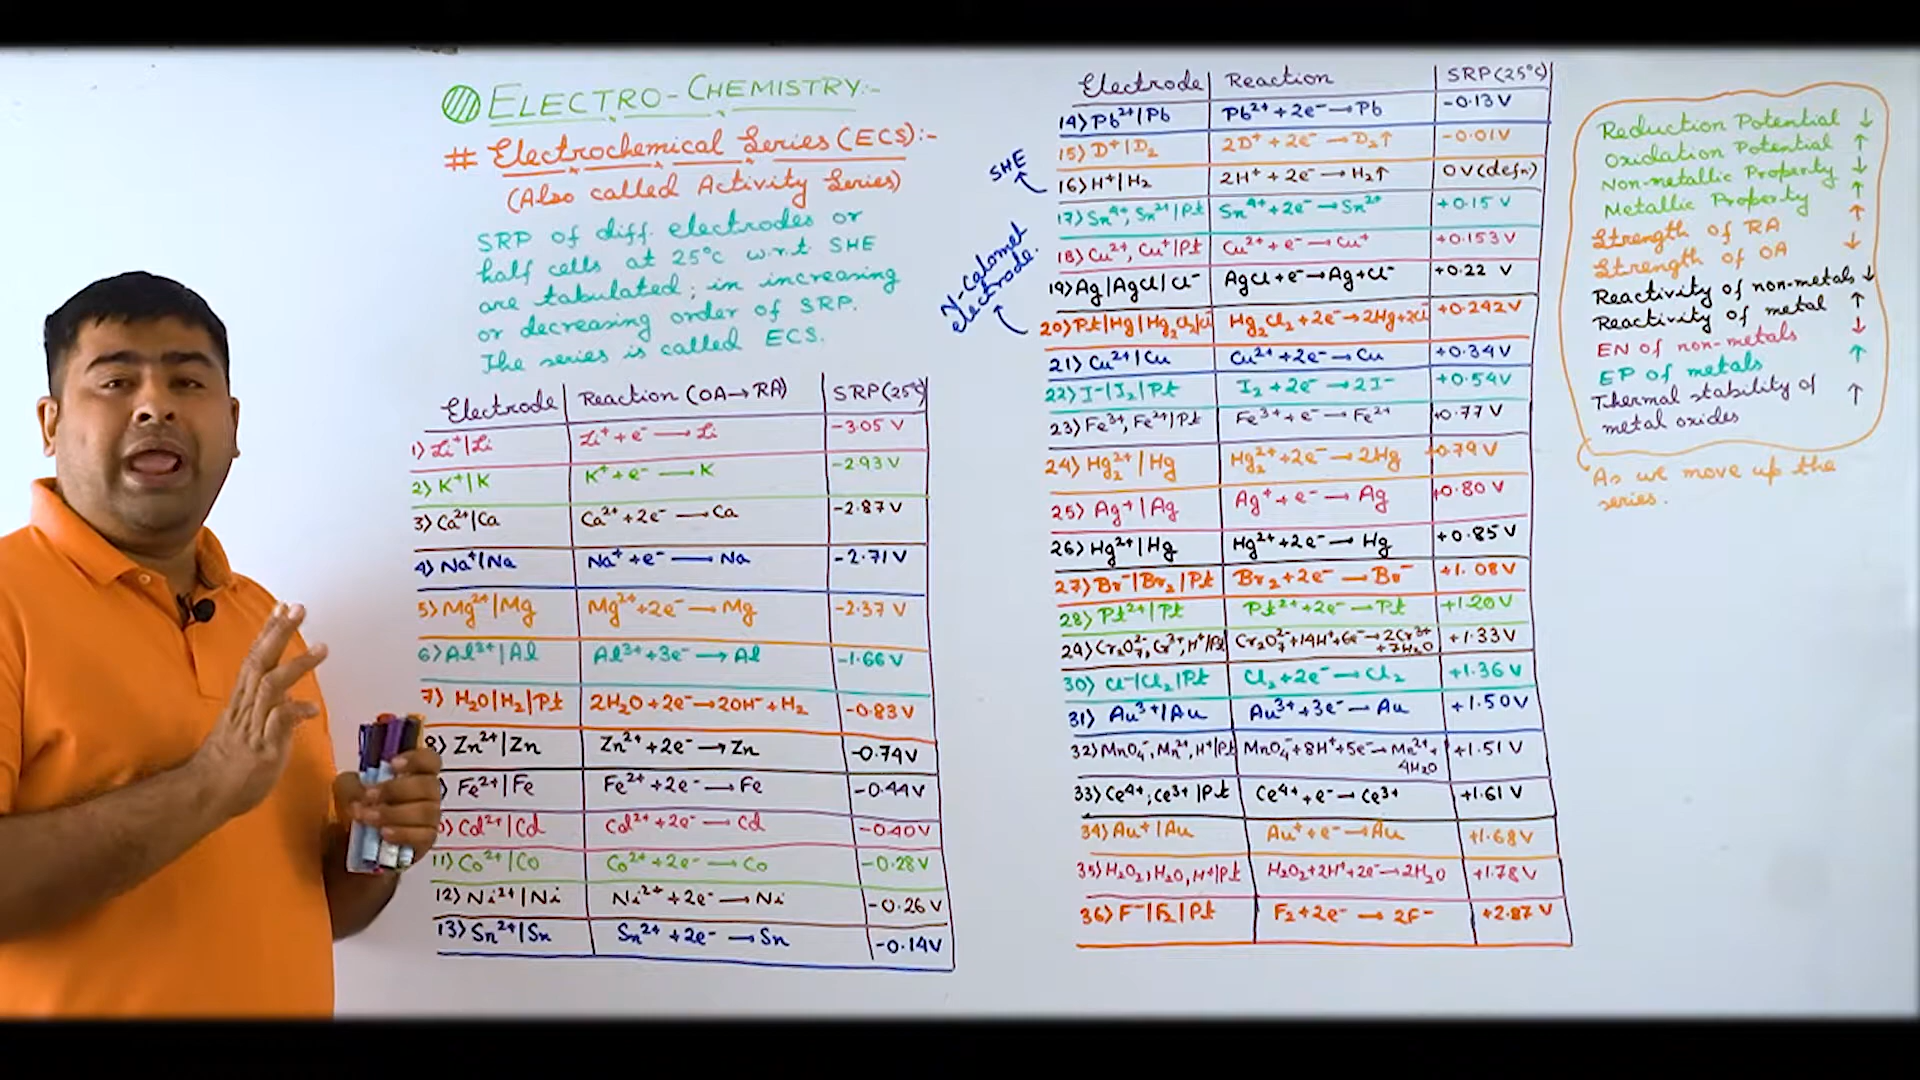 ELECTRO-CHEMISTRY:-
# Electrochemical Series (ECS):-
(Also called Activity Series)
SRP of diff. electrodes or
half cells at 25°C w.r.t SHE
are tabulated; in increasing
or decreasing order of SRP.
The series is called ECS.
Electrode Reaction (OA→RA) SRP(25°C)
1) Li⁺|Li Li⁺ + e⁻ → Li -3.05 V
2) K⁺|K K⁺ + e⁻ → K -2.93 V
3) Ca²⁺|Ca Ca²⁺ + 2e⁻ → Ca -2.87 V
4) Na⁺|Na Na⁺ + e⁻ → Na -2.71 V
5) Mg²⁺|Mg Mg²⁺ + 2e⁻ → Mg -2.37 V
6) Al³⁺|Al Al³⁺ + 3e⁻ → Al -1.66 V
7) H₂O|H₂|Pt 2H₂O + 2e⁻ → 2OH⁻ + H₂ -0.83 V
8) Zn²⁺|Zn Zn²⁺ + 2e⁻ → Zn -0.74 V
) Fe²⁺|Fe Fe²⁺ + 2e⁻ → Fe -0.44 V
) Cd²⁺|Cd Cd²⁺ + 2e⁻ → Cd -0.40 V
11) Co²⁺|Co Co²⁺ + 2e⁻ → Co -0.28 V
12) Ni²⁺|Ni Ni²⁺ + 2e⁻ → Ni -0.26 V
13) Sn²⁺|Sn Sn²⁺ + 2e⁻ → Sn -0.14V
Electrode Reaction SRP(25°C)
14) Pb²⁺|Pb Pb²⁺ + 2e⁻ → Pb -0.13 V
15) D⁺|D₂ 2D⁺ + 2e⁻ → D₂↑ -0.01V
SHE
16) H⁺|H₂ 2H⁺ + 2e⁻ → H₂↑ 0V(defn)
17) Sn⁴⁺, Sn²⁺|Pt Sn⁴⁺ + 2e⁻ → Sn²⁺ +0.15 V
18) Cu²⁺, Cu⁺|Pt Cu²⁺ + e⁻ → Cu⁺ +0.153V
19) Ag|AgCl|Cl⁻ AgCl + e⁻ → Ag + Cl⁻ +0.22 V
N-Calomel
electrode.
20) Pt|Hg|Hg₂Cl₂|Cl Hg₂Cl₂ + 2e⁻ → 2Hg + 2Cl⁻ +0.242V
21) Cu²⁺|Cu Cu²⁺ + 2e⁻ → Cu +0.34V
22) I⁻|I₂|Pt I₂ + 2e⁻ → 2I⁻ +0.54V
23) Fe³⁺, Fe²⁺|Pt Fe³⁺ + e⁻ → Fe²⁺ +0.77 V
24) Hg₂²⁺|Hg Hg₂²⁺ + 2e⁻ → 2Hg +0.79 V
25) Ag⁺|Ag Ag⁺ + e⁻ → Ag +0.80 V
26) Hg²⁺|Hg Hg²⁺ + 2e⁻ → Hg +0.85 V
27) Br⁻|Br₂|Pt Br₂ + 2e⁻ → Br⁻ +1.08V
28) Pt²⁺|Pt Pt²⁺ + 2e⁻ → Pt +1.20V
29) Cr₂O₇²⁻, Cr³⁺, H⁺|Pt Cr₂O₇²⁻ + 14H⁺ + 6e⁻ → 2Cr³⁺ + 7H₂O +1.33V
30) Cl⁻|Cl₂|Pt Cl₂ + 2e⁻ → Cl₂ +1.36V
31) Au³⁺|Au Au³⁺ + 3e⁻ → Au +1.50V
32) MnO₄⁻, Mn²⁺, H⁺|Pt MnO₄⁻ + 8H⁺ + 5e⁻ → Mn²⁺ + 4H₂O +1.51 V
33) Ce⁴⁺, Ce³⁺|Pt Ce⁴⁺ + e⁻ → Ce³⁺ +1.61 V
34) Au⁺|Au Au⁺ + e⁻ → Au +1.68V
35) H₂O₂, H₂O, H⁺|Pt H₂O₂ + 2H⁺ + 2e⁻ → 2H₂O +1.78V
36) F⁻|F₂|Pt F₂ + 2e⁻ → 2F⁻ +2.87 V
Reduction Potential ↓
Oxidation Potential ↑
Non-metallic Property ↓
Metallic Property ↑
Strength of RA ↑
Strength of OA ↓
Reactivity of non-metals ↓
Reactivity of metal ↑
EN of non-metals ↓
EP of metals ↑
Thermal stability of ↑
metal oxides
As we move up the
series.